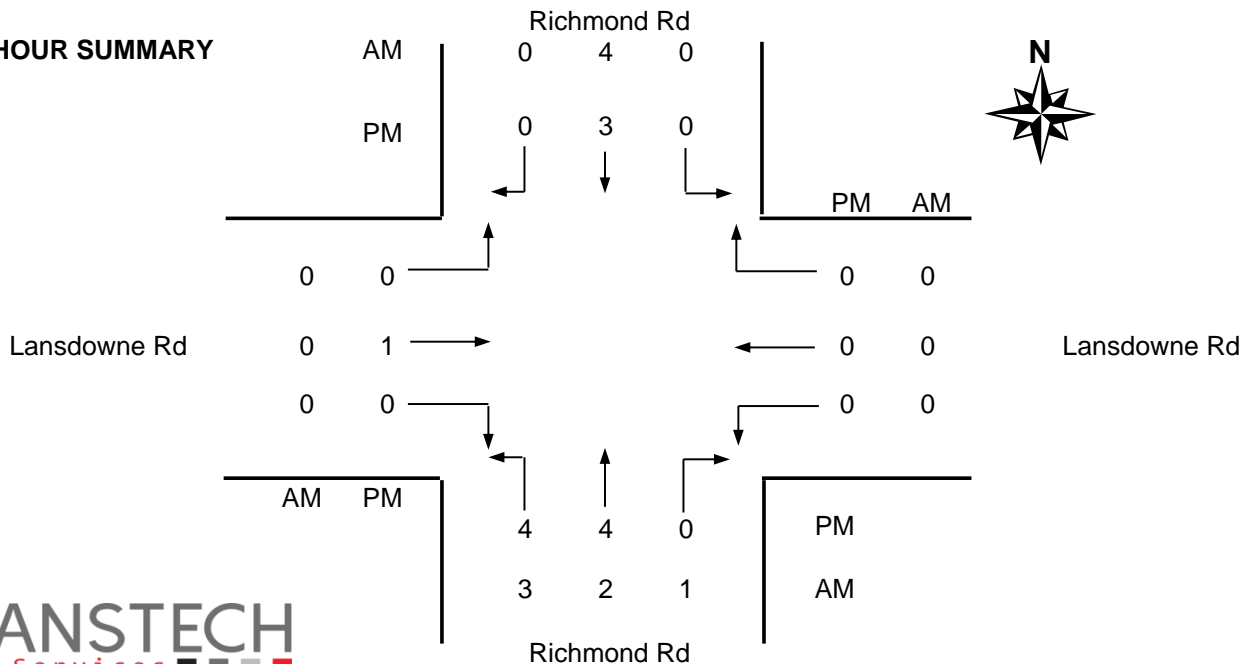 Richmond Rd
HOUR SUMMARY AM 0 4 0 N
PM 0 3 0
PM AM
0 0 0 0
Lansdowne Rd 0 1 0 0 Lansdowne Rd
0 0 0 0
AM PM
4 4 0 PM
3 2 1 AM
ANSTECH
Services
Richmond Rd